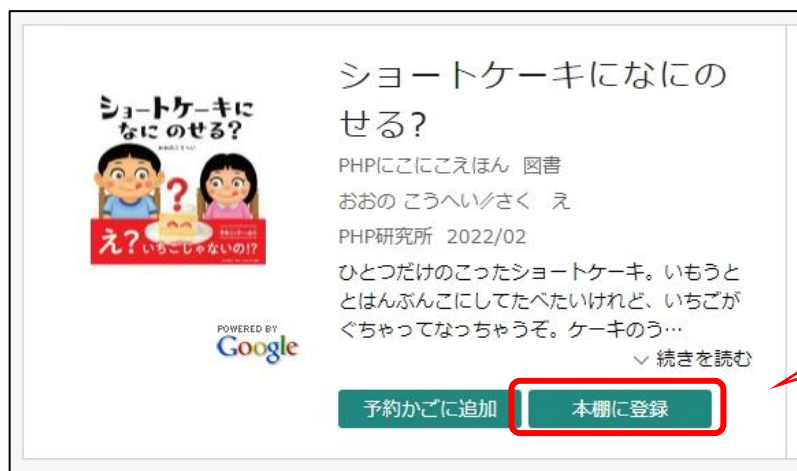 ショートケーキに
なに のせる?
おおのこうへい
?
え?いちごじゃないの!?
POWERED BY
Google
ショートケーキになにの
せる?
PHPにこにこえほん 図書
おおの こうへい∥さく え
PHP研究所 2022/02
ひとつだけのこったショートケーキ。いもうと
とはんぶんこにしてたべたいけれど、いちごが
ぐちゃってなっちゃうぞ。ケーキのう…
続きを読む
予約かごに追加
本棚に登録